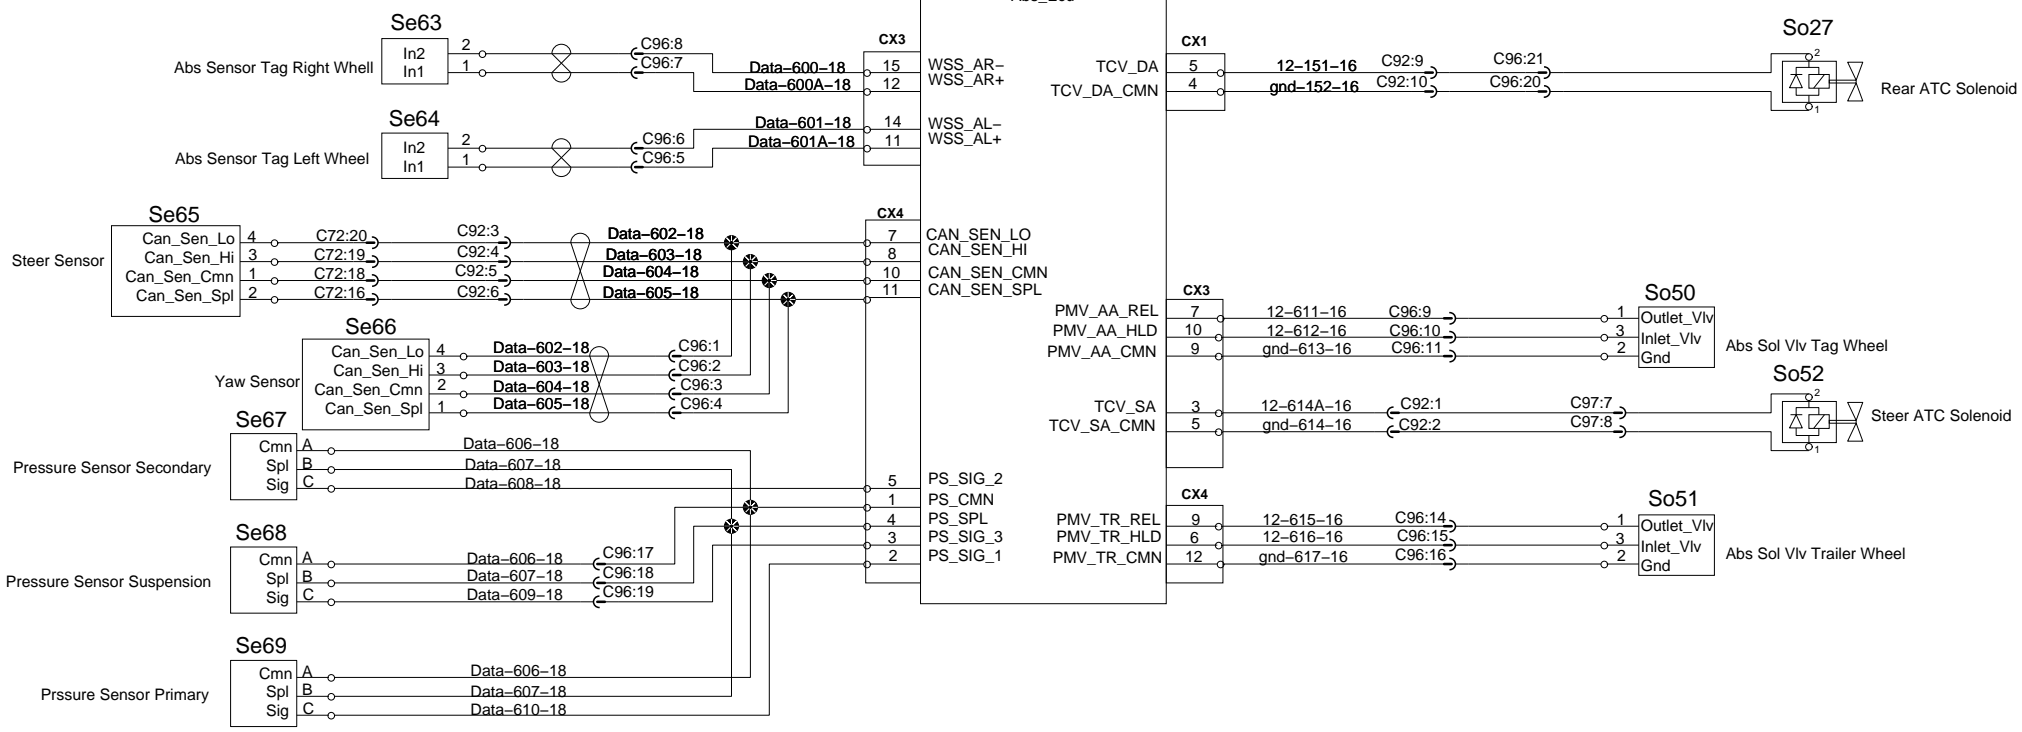 Se63
Abs Sensor Tag Right Whell
In2 2 C96:8 Data-600-18
In1 1 C96:7 Data-600A-18
Se64
Abs Sensor Tag Left Wheel
In2 2 C96:6 Data-601-18
In1 1 C96:5 Data-601A-18
CX3
15 WSS_AR-
12 WSS_AR+
14 WSS_AL-
11 WSS_AL+
Se65
Steer Sensor
Can_Sen_Lo 4 C72:20 C92:3 Data-602-18
Can_Sen_Hi 3 C72:19 C92:4 Data-603-18
Can_Sen_Cmn 1 C72:18 C92:5 Data-604-18
Can_Sen_Spl 2 C72:16 C92:6 Data-605-18
CX4
7 CAN_SEN_LO
8 CAN_SEN_HI
10 CAN_SEN_CMN
11 CAN_SEN_SPL
Se66
Yaw Sensor
Can_Sen_Lo 4 Data-602-18 C96:1
Can_Sen_Hi 3 Data-603-18 C96:2
Can_Sen_Cmn 2 Data-604-18 C96:3
Can_Sen_Spl 1 Data-605-18 C96:4
Se67
Pressure Sensor Secondary
Cmn A Data-606-18
Spl B Data-607-18
Sig C Data-608-18
5 PS_SIG_2
1 PS_CMN
4 PS_SPL
3 PS_SIG_3
2 PS_SIG_1
Se68
Pressure Sensor Suspension
Cmn A Data-606-18 C96:17
Spl B Data-607-18 C96:18
Sig C Data-609-18 C96:19
Se69
Prssure Sensor Primary
Cmn A Data-606-18
Spl B Data-607-18
Sig C Data-610-18
CX1
TCV_DA 5 12-151-16 C92:9 C96:21
TCV_DA_CMN 4 gnd-152-16 C92:10 C96:20
So27
2
1
Rear ATC Solenoid
CX3
PMV_AA_REL 7 12-611-16 C96:9 1 Outlet_Vlv
PMV_AA_HLD 10 12-612-16 C96:10 3 Inlet_Vlv
PMV_AA_CMN 9 gnd-613-16 C96:11 2 Gnd
So50
Abs Sol Vlv Tag Wheel
TCV_SA 3 12-614A-16 C92:1 C97:7
TCV_SA_CMN 5 gnd-614-16 C92:2 C97:8
So52
2
1
Steer ATC Solenoid
CX4
PMV_TR_REL 9 12-615-16 C96:14 1 Outlet_Vlv
PMV_TR_HLD 6 12-616-16 C96:15 3 Inlet_Vlv
PMV_TR_CMN 12 gnd-617-16 C96:16 2 Gnd
So51
Abs Sol Vlv Trailer Wheel